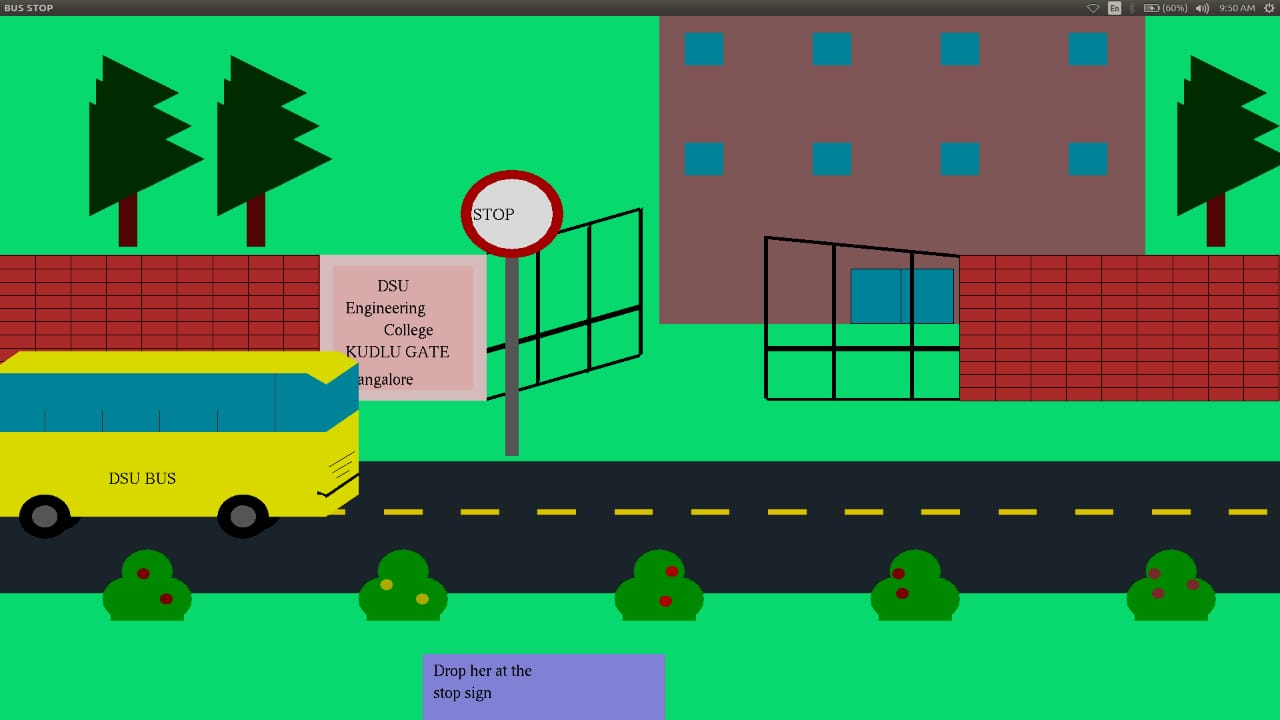 BUS STOP
En
(60%)
9:50 AM
STOP
DSU
Engineering
College
KUDLU GATE
angalore
DSU BUS
Drop her at the
stop sign